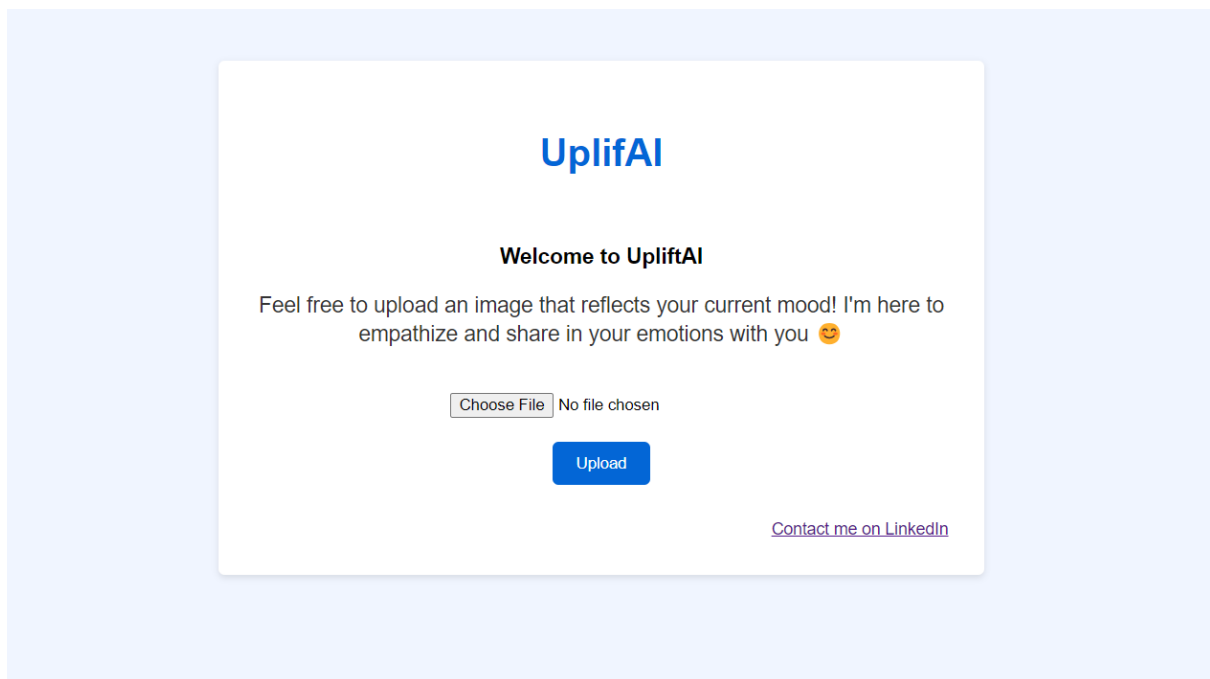 UplifAI
Welcome to UpliftAI
Feel free to upload an image that reflects your current mood! I'm here to
empathize and share in your emotions with you 😊
Choose File No file chosen
Upload
Contact me on LinkedIn